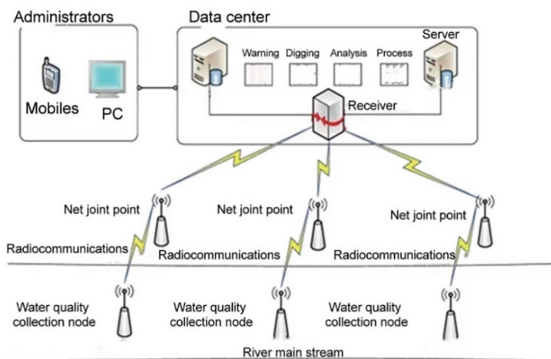 Administrators
Data center
Server
Warning Digging Analysis Process
Mobiles
PC
Receiver
Net joint point
Net joint point
Net joint point
Radiocommunications
Radiocommunications
Radiocommunications
Water quality
collection node
Water quality
collection node
Water quality
collection node
River main stream